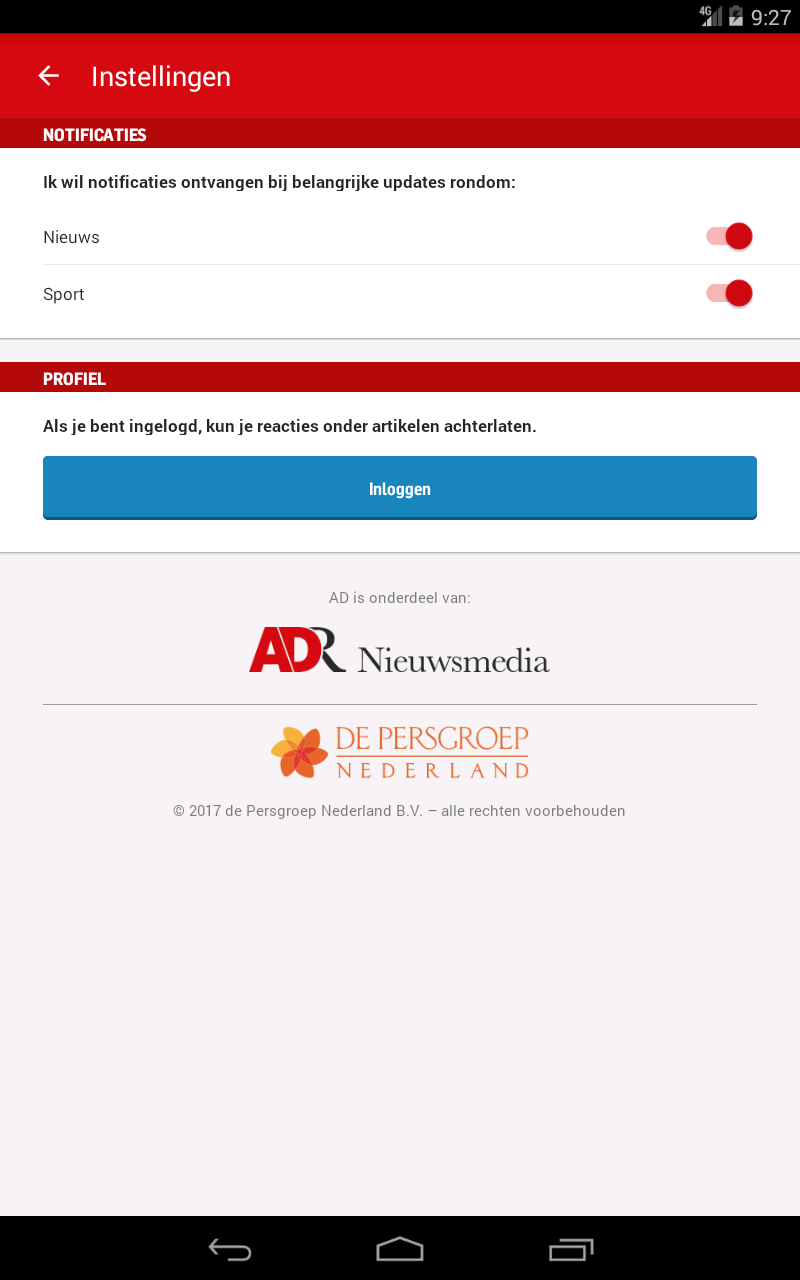 4G 9:27
Instellingen
NOTIFICATIES
Ik wil notificaties ontvangen bij belangrijke updates rondom:
Nieuws
Sport
PROFIEL
Als je bent ingelogd, kun je reacties onder artikelen achterlaten.
Inloggen
AD is onderdeel van:
ADR Nieuwsmedia
DE PERSGROEP
NEDERLAND
© 2017 de Persgroep Nederland B.V. – alle rechten voorbehouden